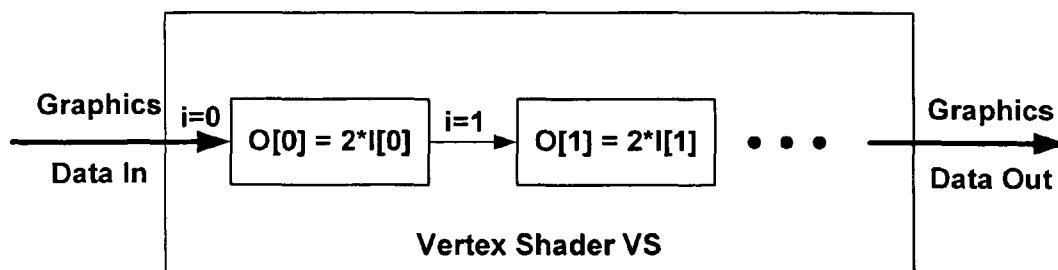 Graphics
Data In
i=0
O[0] = 2*I[0]
i=1
O[1] = 2*I[1]
Graphics
Data Out
Vertex Shader VS